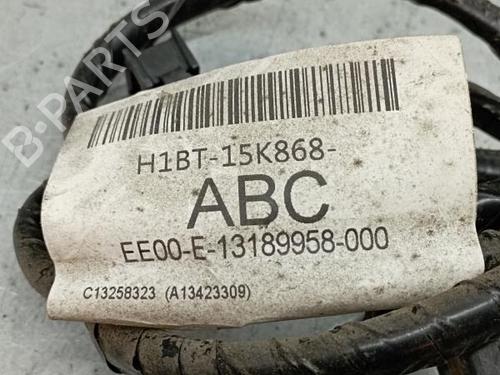 B-PARTS
H1BT-15K868-
ABC
EE00-E-13189958-000
C13258323 (A13423309)